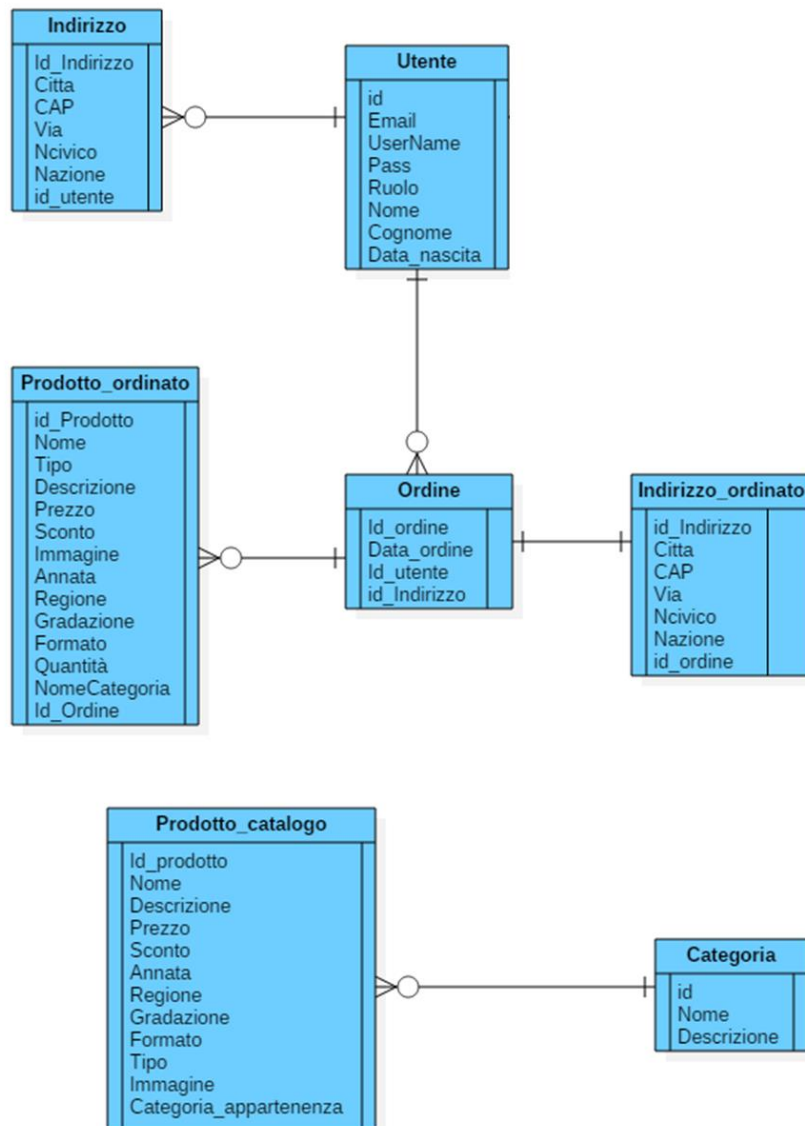 Indirizzo
Id_Indirizzo
Citta
CAP
Via
Ncivico
Nazione
id_utente
Utente
id
Email
UserName
Pass
Ruolo
Nome
Cognome
Data_nascita
Prodotto_ordinato
id_Prodotto
Nome
Tipo
Descrizione
Prezzo
Sconto
Immagine
Annata
Regione
Gradazione
Formato
Quantità
NomeCategoria
Id_Ordine
Ordine
Id_ordine
Data_ordine
Id_utente
id_Indirizzo
Indirizzo_ordinato
id_Indirizzo
Citta
CAP
Via
Ncivico
Nazione
id_ordine
Prodotto_catalogo
Id_prodotto
Nome
Descrizione
Prezzo
Sconto
Annata
Regione
Gradazione
Formato
Tipo
Immagine
Categoria_appartenenza
Categoria
id
Nome
Descrizione